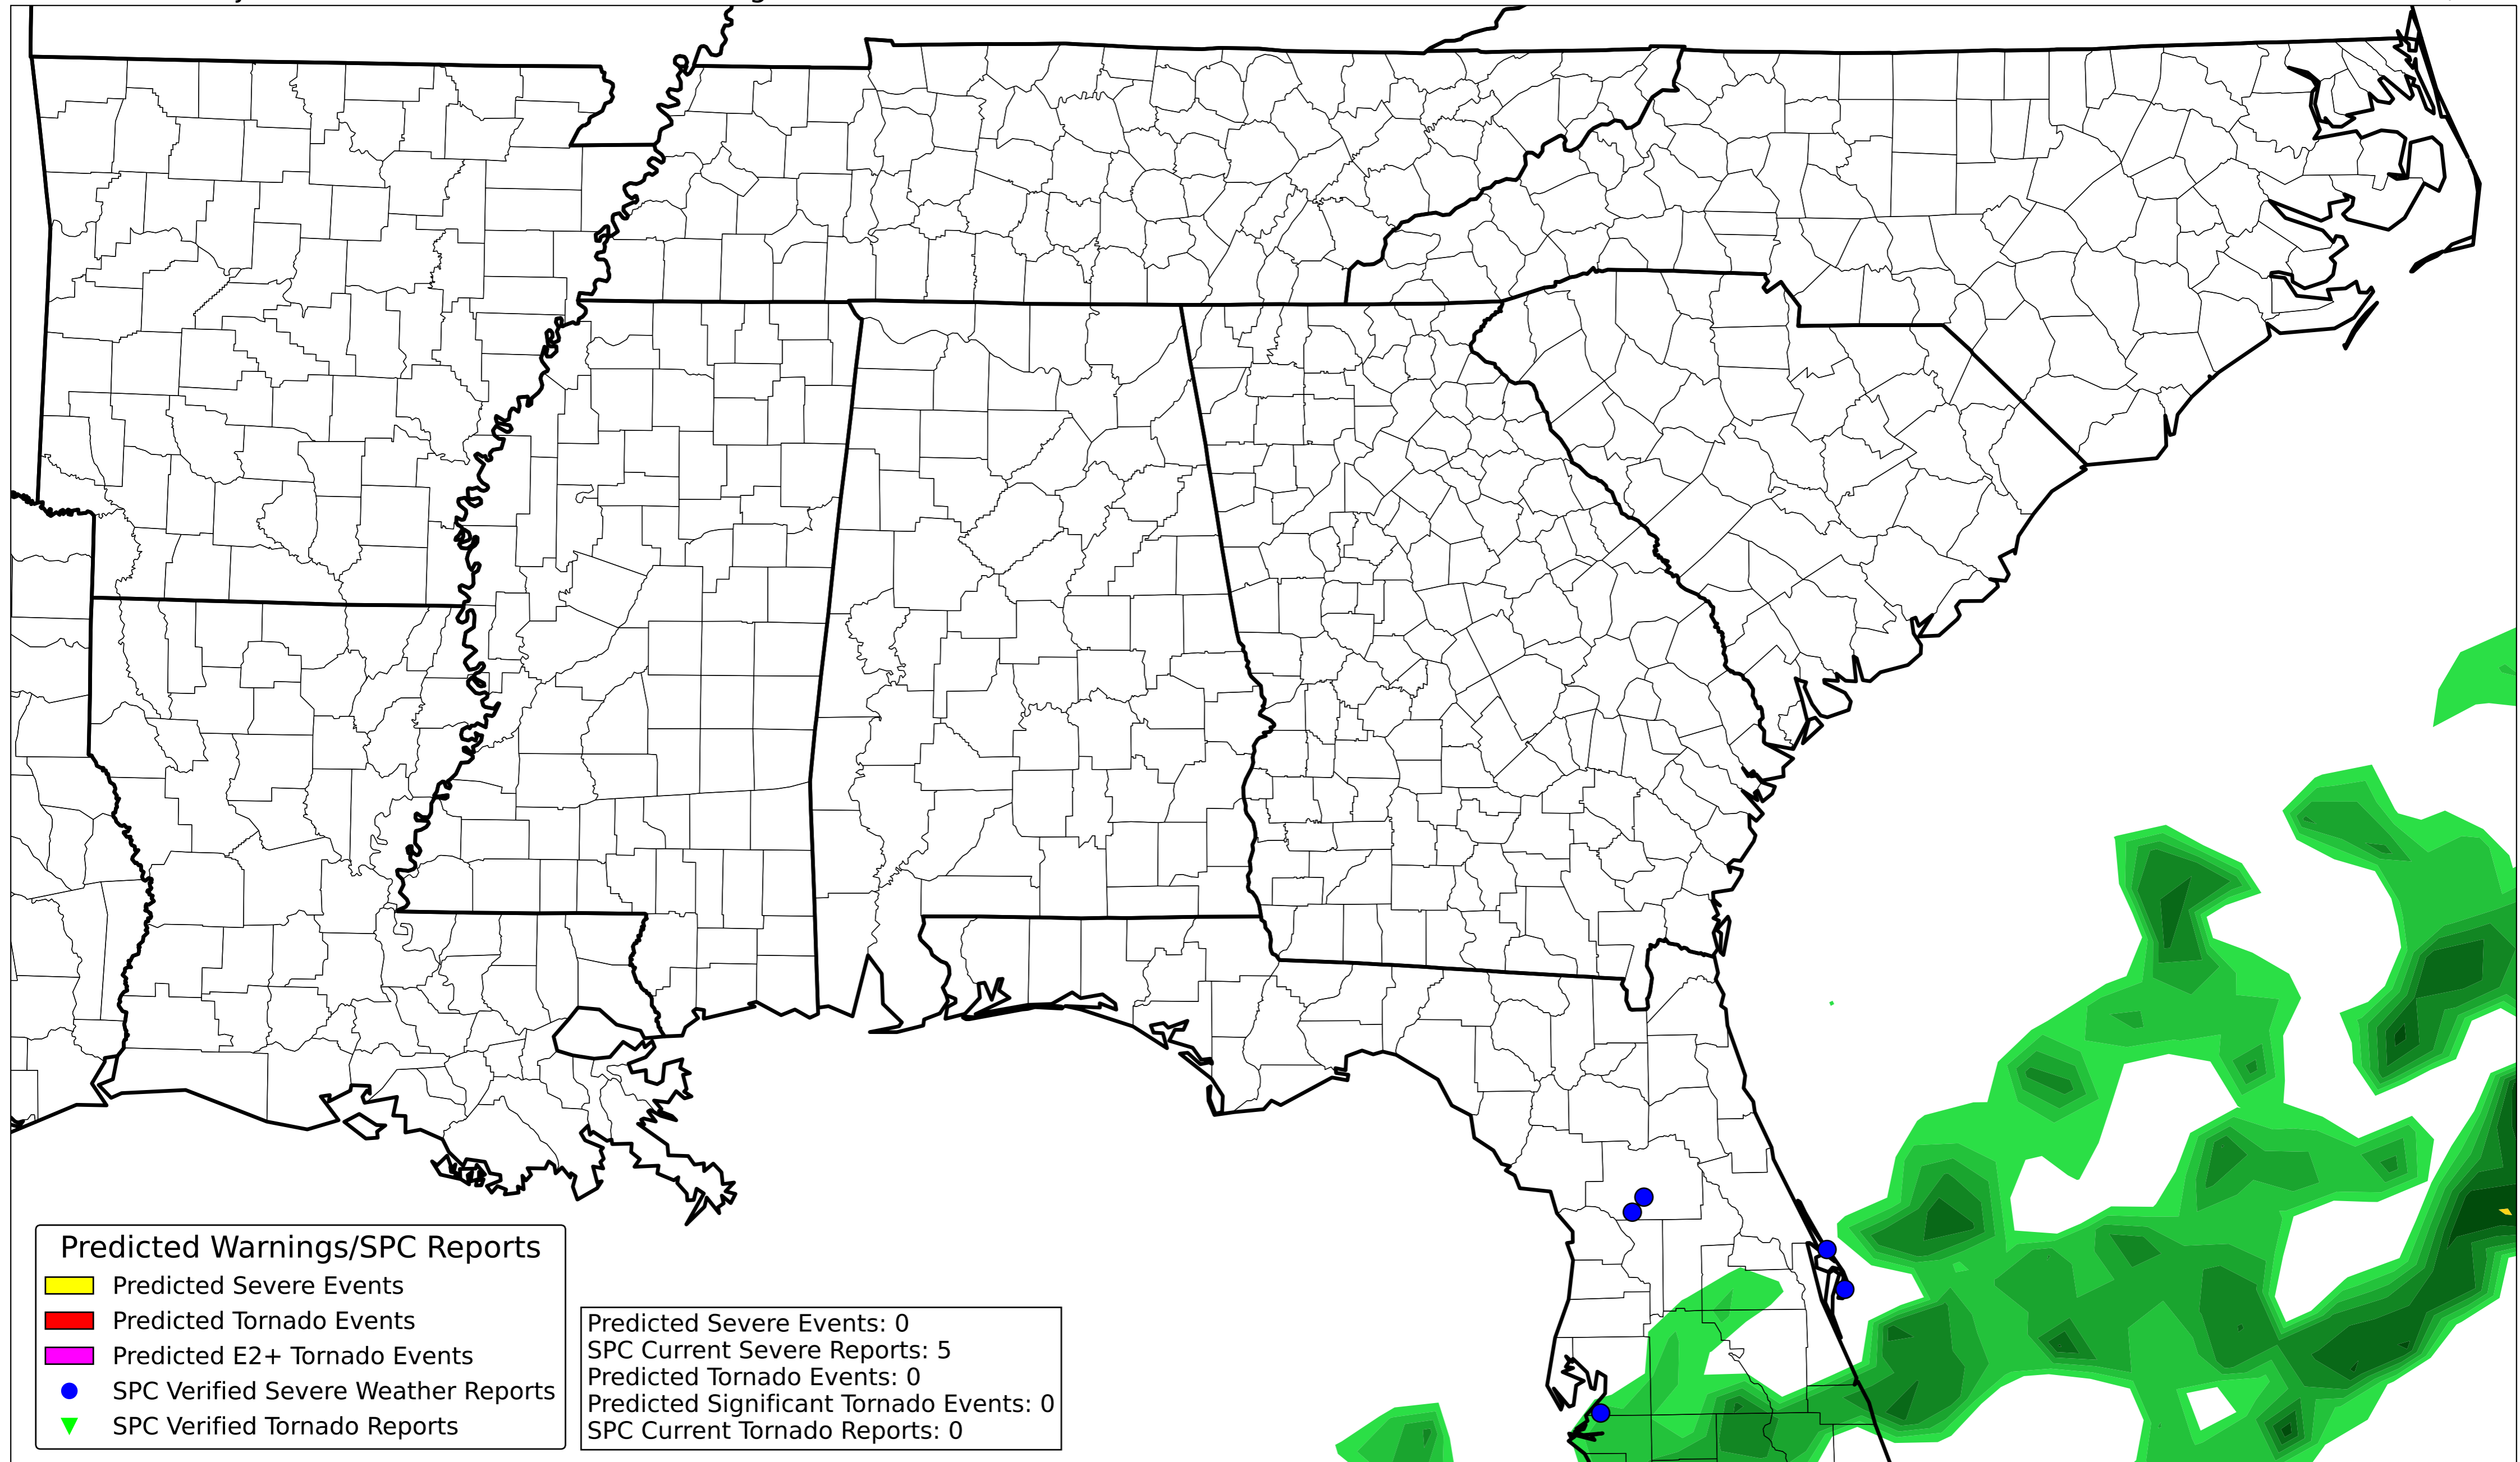 Predicted Warnings/SPC Reports
Predicted Severe Events
Predicted Tornado Events
Predicted E2+ Tornado Events
SPC Verified Severe Weather Reports
SPC Verified Tornado Reports
Predicted Severe Events: 0
SPC Current Severe Reports: 5
Predicted Tornado Events: 0
Predicted Significant Tornado Events: 0
SPC Current Tornado Reports: 0